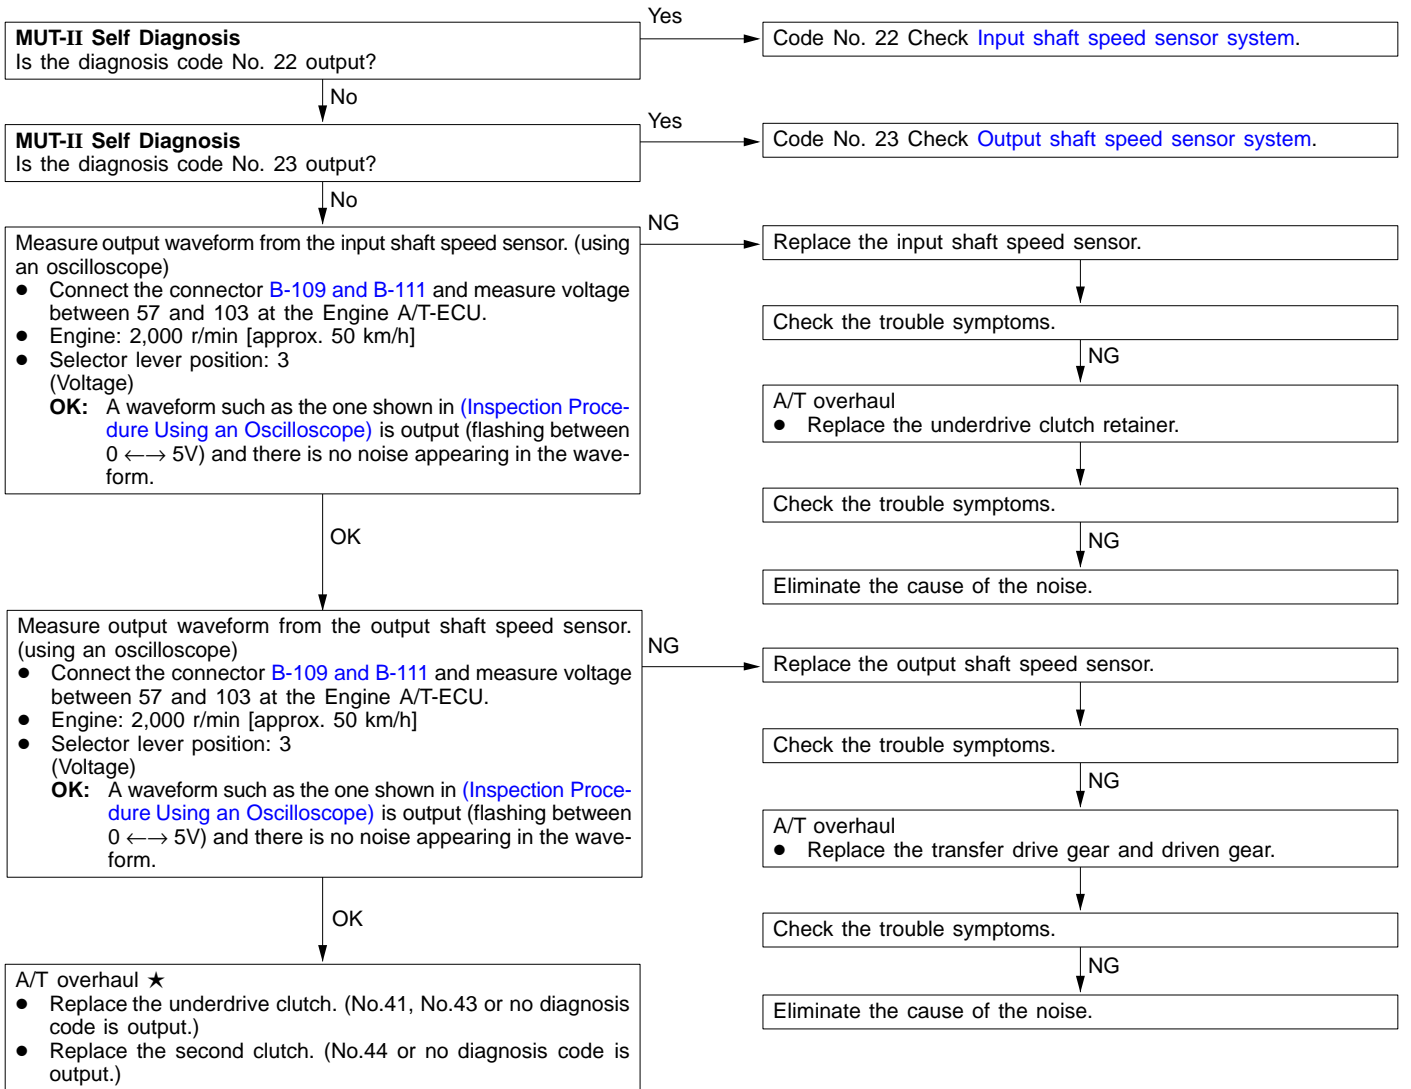 Yes
MUT-II Self Diagnosis
Is the diagnosis code No. 22 output?
Code No. 22 Check Input shaft speed sensor system.
No
Yes
MUT-II Self Diagnosis
Is the diagnosis code No. 23 output?
Code No. 23 Check Output shaft speed sensor system.
No
NG
Measure output waveform from the input shaft speed sensor. (using
an oscilloscope)
● Connect the connector B-109 and B-111 and measure voltage
between 57 and 103 at the Engine A/T-ECU.
● Engine: 2,000 r/min [approx. 50 km/h]
● Selector lever position: 3
(Voltage)
OK: A waveform such as the one shown in (Inspection Proce-
dure Using an Oscilloscope) is output (flashing between
0 ←→ 5V) and there is no noise appearing in the wave-
form.
Replace the input shaft speed sensor.
Check the trouble symptoms.
NG
A/T overhaul
● Replace the underdrive clutch retainer.
Check the trouble symptoms.
NG
Eliminate the cause of the noise.
OK
Measure output waveform from the output shaft speed sensor.
(using an oscilloscope)
● Connect the connector B-109 and B-111 and measure voltage
between 57 and 103 at the Engine A/T-ECU.
● Engine: 2,000 r/min [approx. 50 km/h]
● Selector lever position: 3
(Voltage)
OK: A waveform such as the one shown in (Inspection Proce-
dure Using an Oscilloscope) is output (flashing between
0 ←→ 5V) and there is no noise appearing in the wave-
form.
NG
Replace the output shaft speed sensor.
Check the trouble symptoms.
NG
A/T overhaul
● Replace the transfer drive gear and driven gear.
Check the trouble symptoms.
NG
Eliminate the cause of the noise.
OK
A/T overhaul ★
● Replace the underdrive clutch. (No.41, No.43 or no diagnosis
code is output.)
● Replace the second clutch. (No.44 or no diagnosis code is
output.)